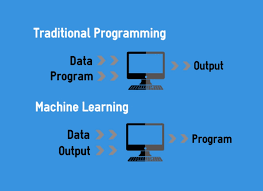 Traditional Programming
Data
Program
Output
Machine Learning
Data
Output
Program